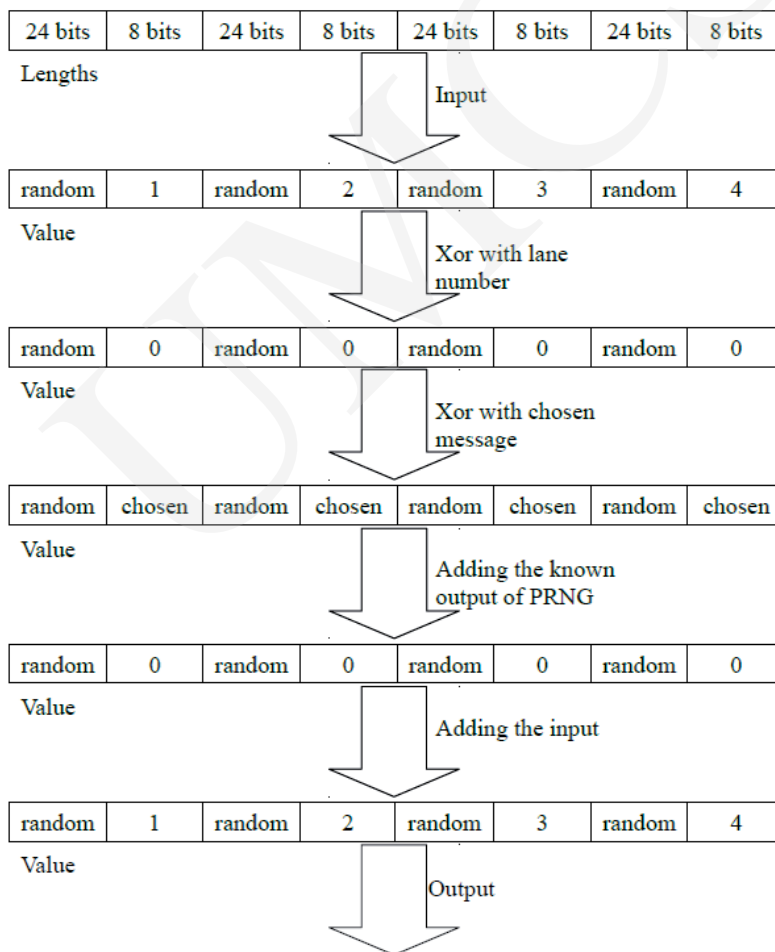 24 bits 8 bits 24 bits 8 bits 24 bits 8 bits 24 bits 8 bits
Lengths
Input
random 1 random 2 random 3 random 4
Value
Xor with lane
number
random 0 random 0 random 0 random 0
Value
Xor with chosen
message
random chosen random chosen random chosen random chosen
Value
Adding the known
output of PRNG
random 0 random 0 random 0 random 0
Value
Adding the input
random 1 random 2 random 3 random 4
Value
Output
UMCS